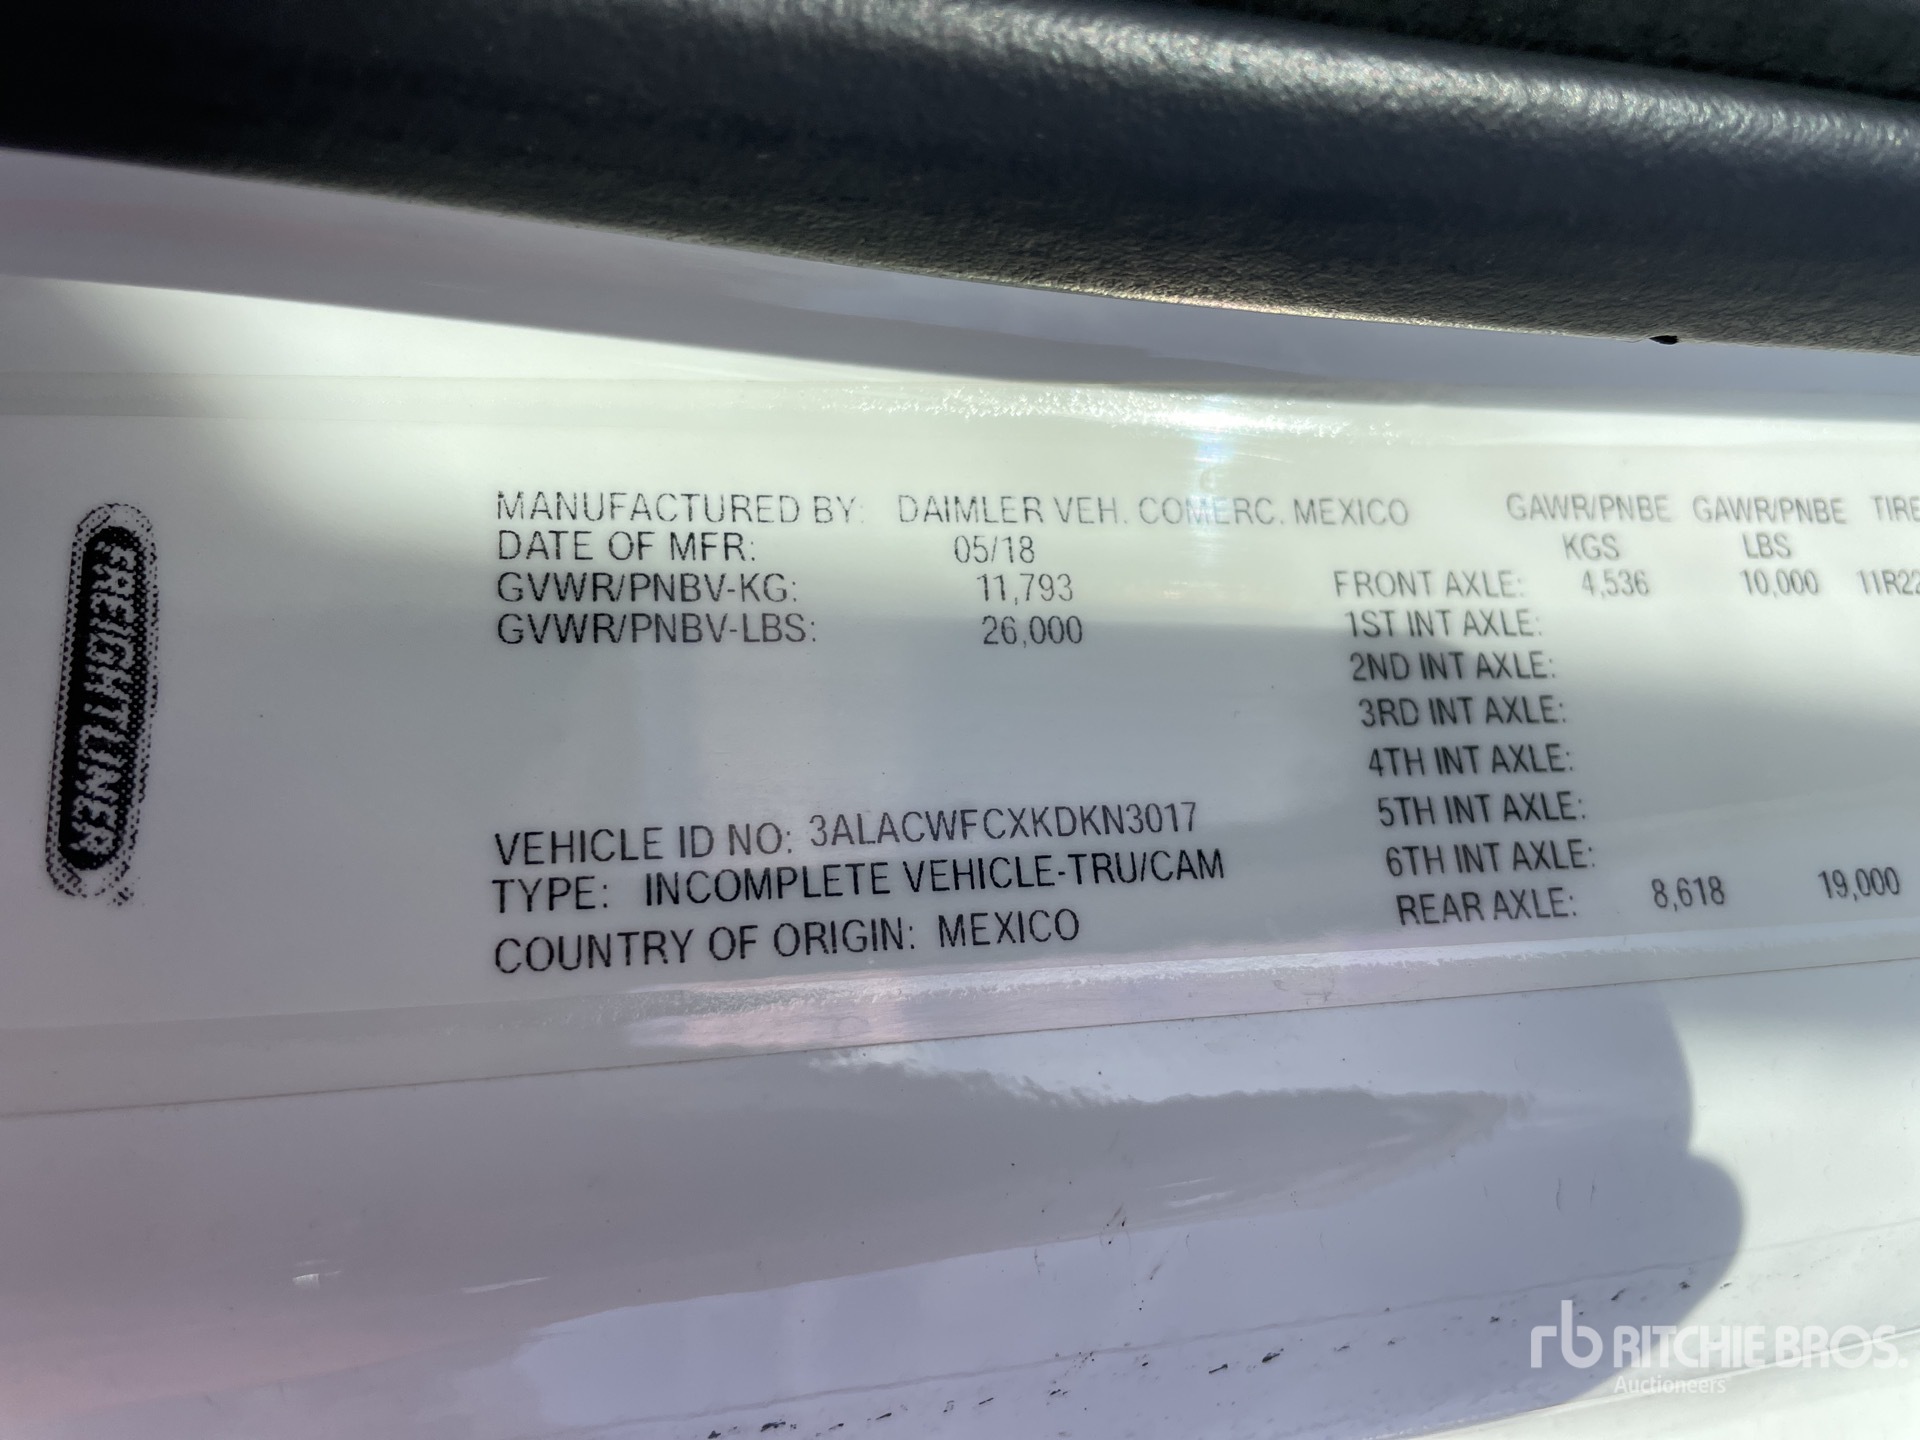 FREIGHTLINER
MANUFACTURED BY: DAIMLER VEH. COMERC. MEXICO
DATE OF MFR: 05/18
GVWR/PNBV-KG: 11,793
GVWR/PNBV-LBS: 26,000
VEHICLE ID NO: 3ALACWFCXKDKN3017
TYPE: INCOMPLETE VEHICLE-TRU/CAM
COUNTRY OF ORIGIN: MEXICO
GAWR/PNBE GAWR/PNBE TIRE
KGS LBS
FRONT AXLE: 4,536 10,000 11R22
1ST INT AXLE:
2ND INT AXLE:
3RD INT AXLE:
4TH INT AXLE:
5TH INT AXLE:
6TH INT AXLE:
REAR AXLE: 8,618 19,000
rb RITCHIE BROS.
Auctioneers